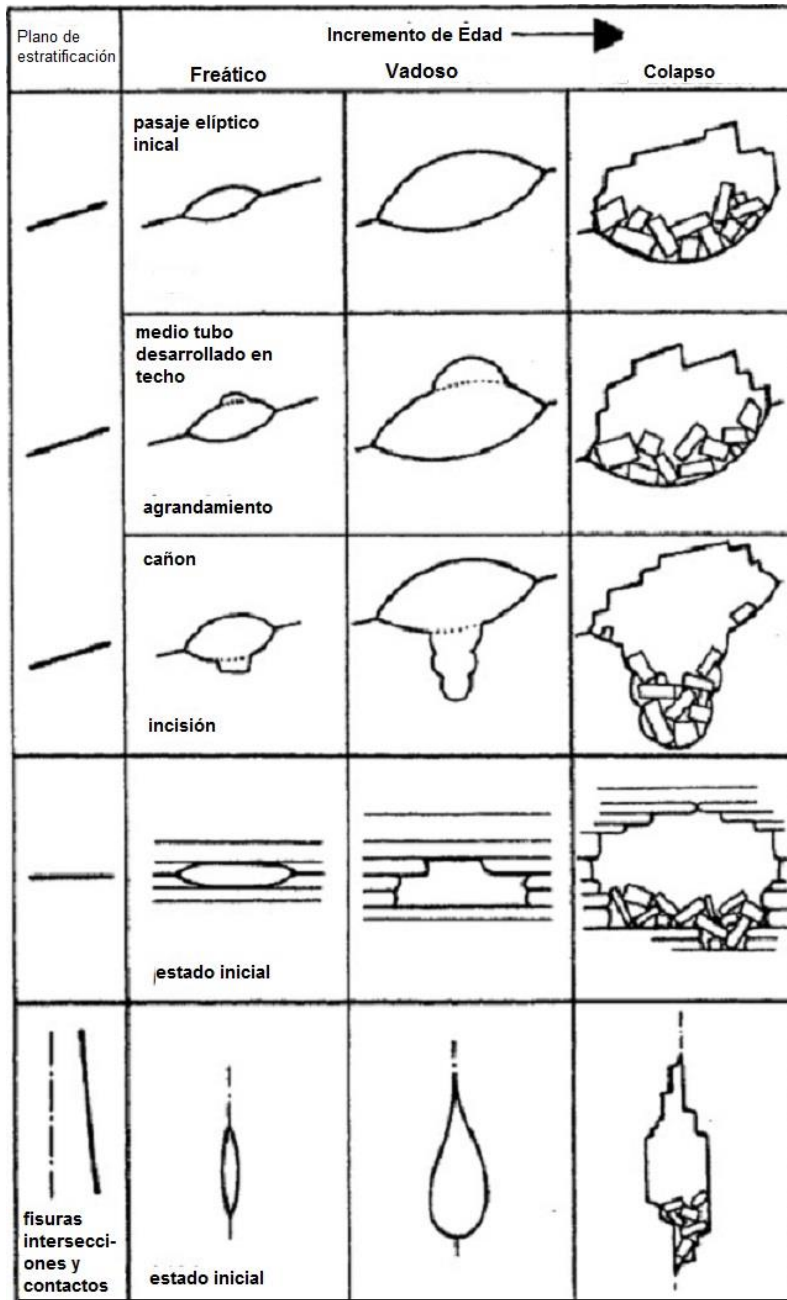 Plano de
estratificación
Incremento de Edad
Freático
Vadoso
Colapso
pasaje elíptico
inical
medio tubo
desarrollado en
techo
agrandamiento
cañon
incisión
estado inicial
fisuras
intersecci-
ones y
contactos
estado inicial